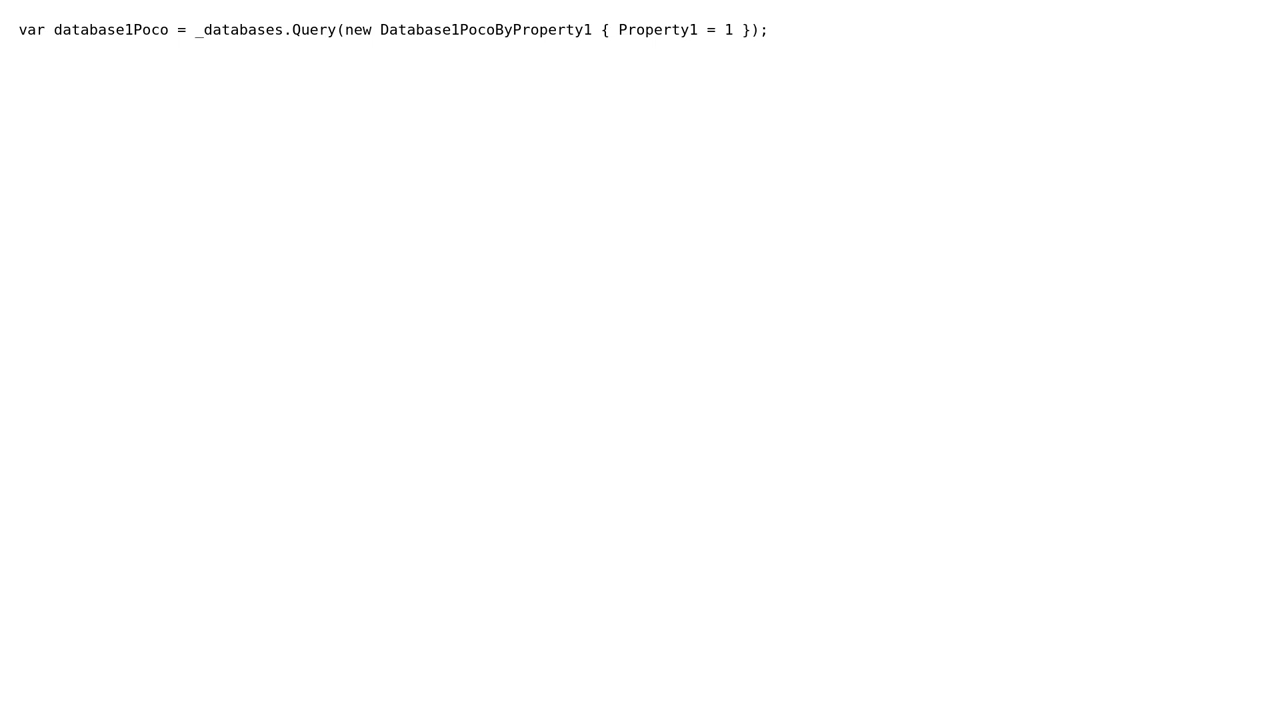 var database1Poco = _databases.Query(new Database1PocoByProperty1 { Property1 = 1 });